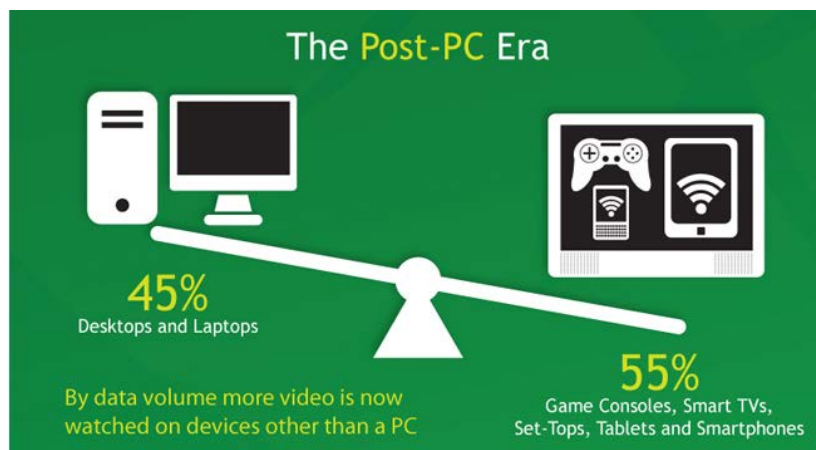 The Post-PC Era
45%
Desktops and Laptops
By data volume more video is now
watched on devices other than a PC
55%
Game Consoles, Smart TVs,
Set-Tops, Tablets and Smartphones